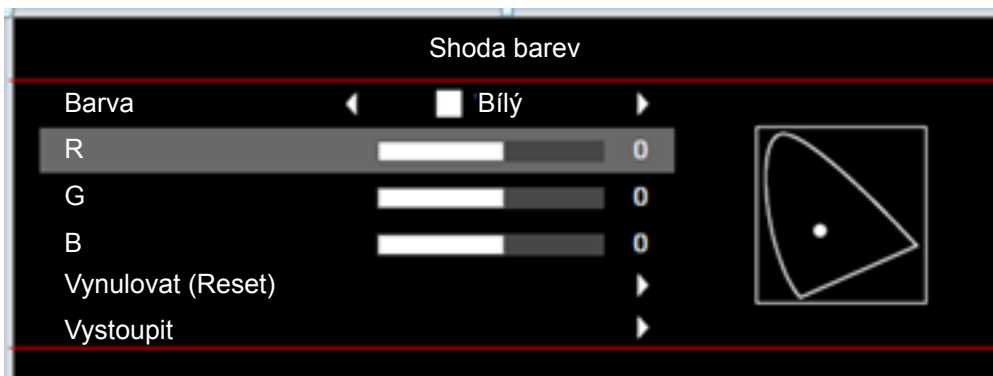 Shoda barev
Barva Bílý
R 0
G 0
B 0
Vynulovat (Reset)
Vystoupit